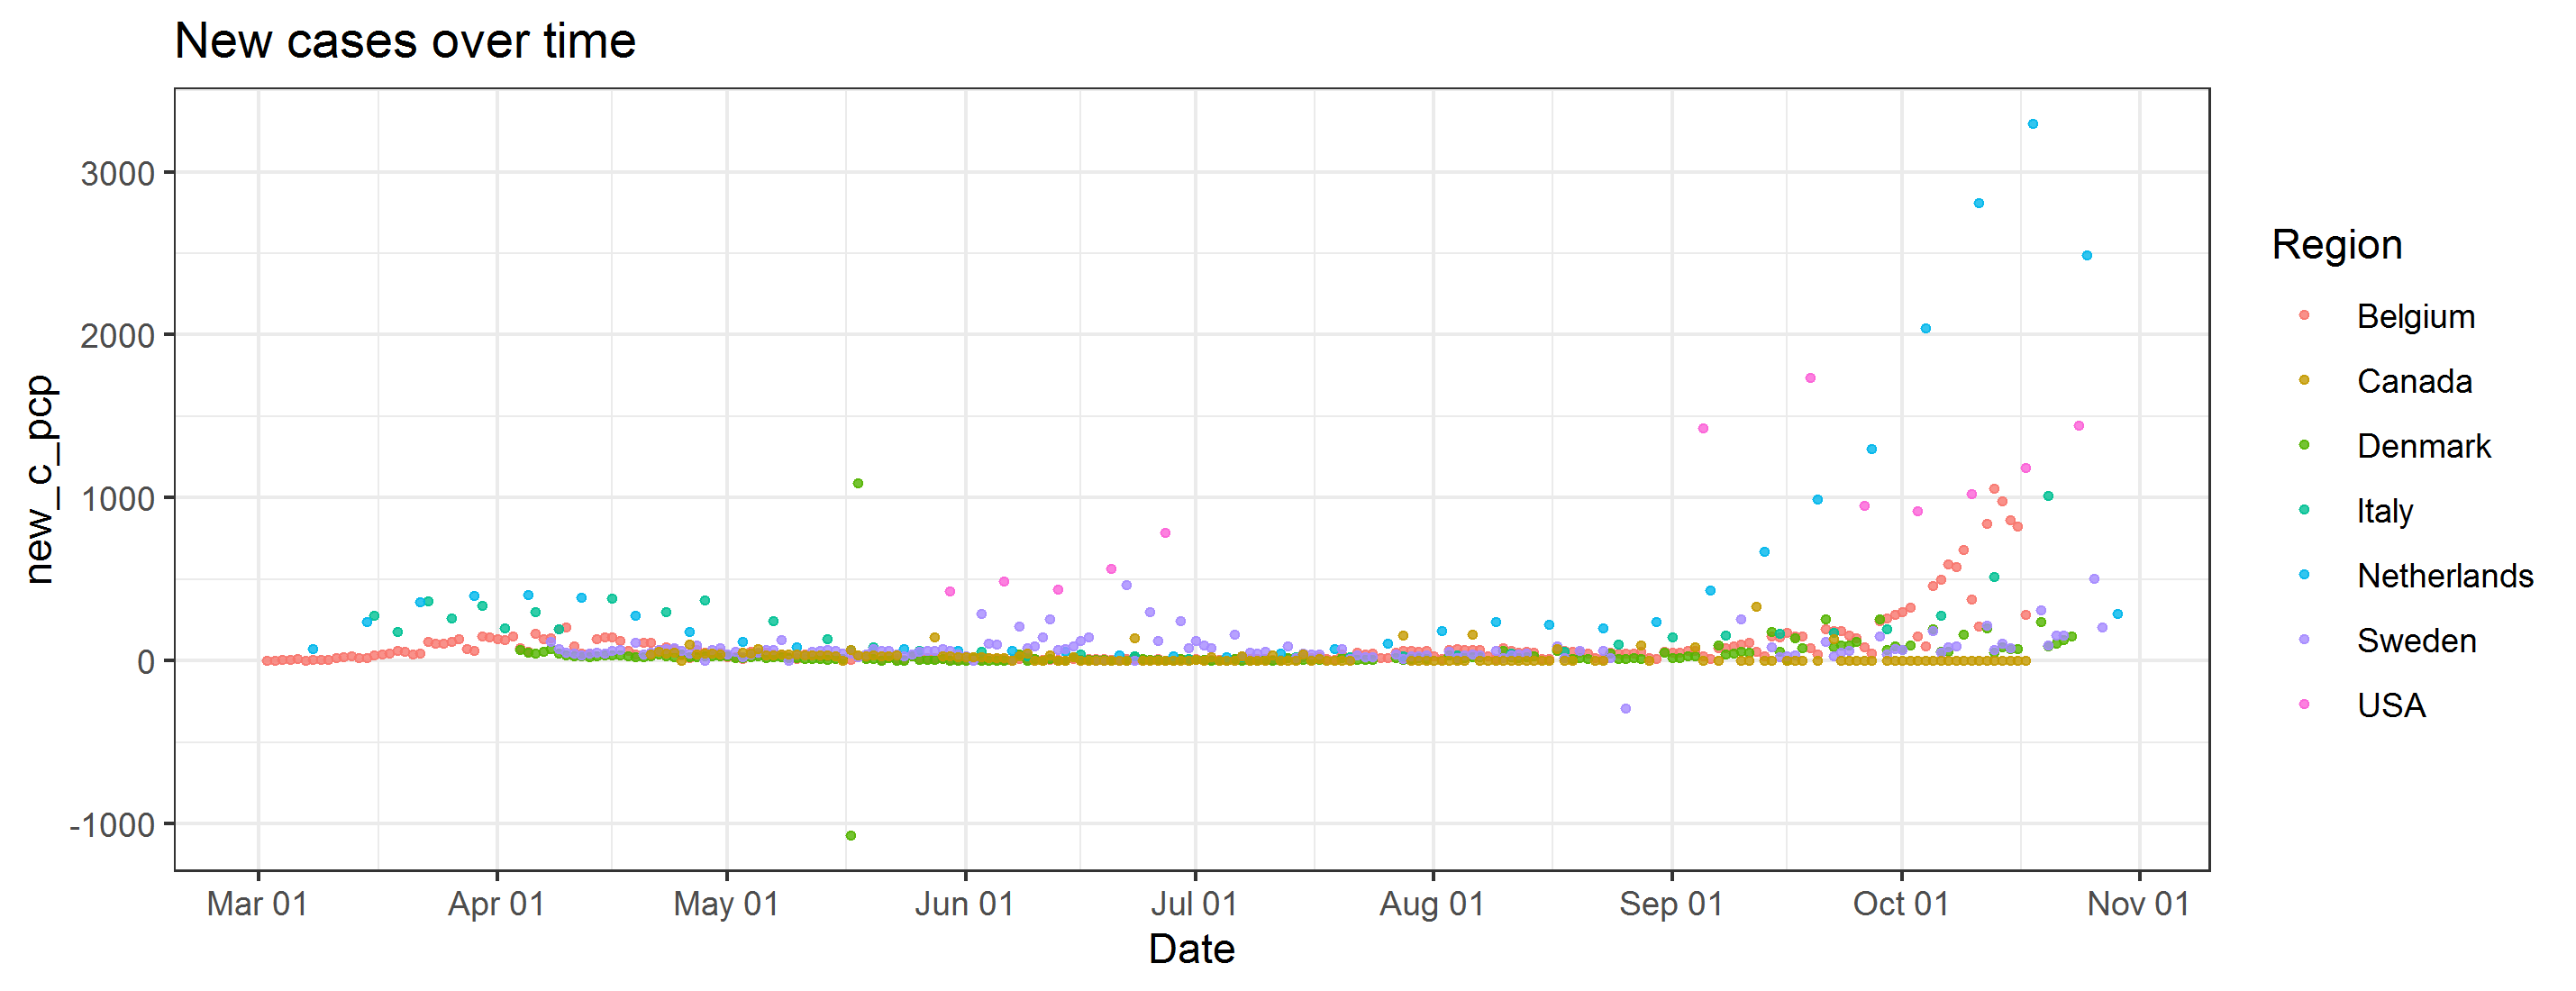 New cases over time
new_c_pcp
3000
2000
1000
0
-1000
Mar 01 Apr 01 May 01 Jun 01 Jul 01 Aug 01 Sep 01 Oct 01 Nov 01
Date
Region
Belgium
Canada
Denmark
Italy
Netherlands
Sweden
USA